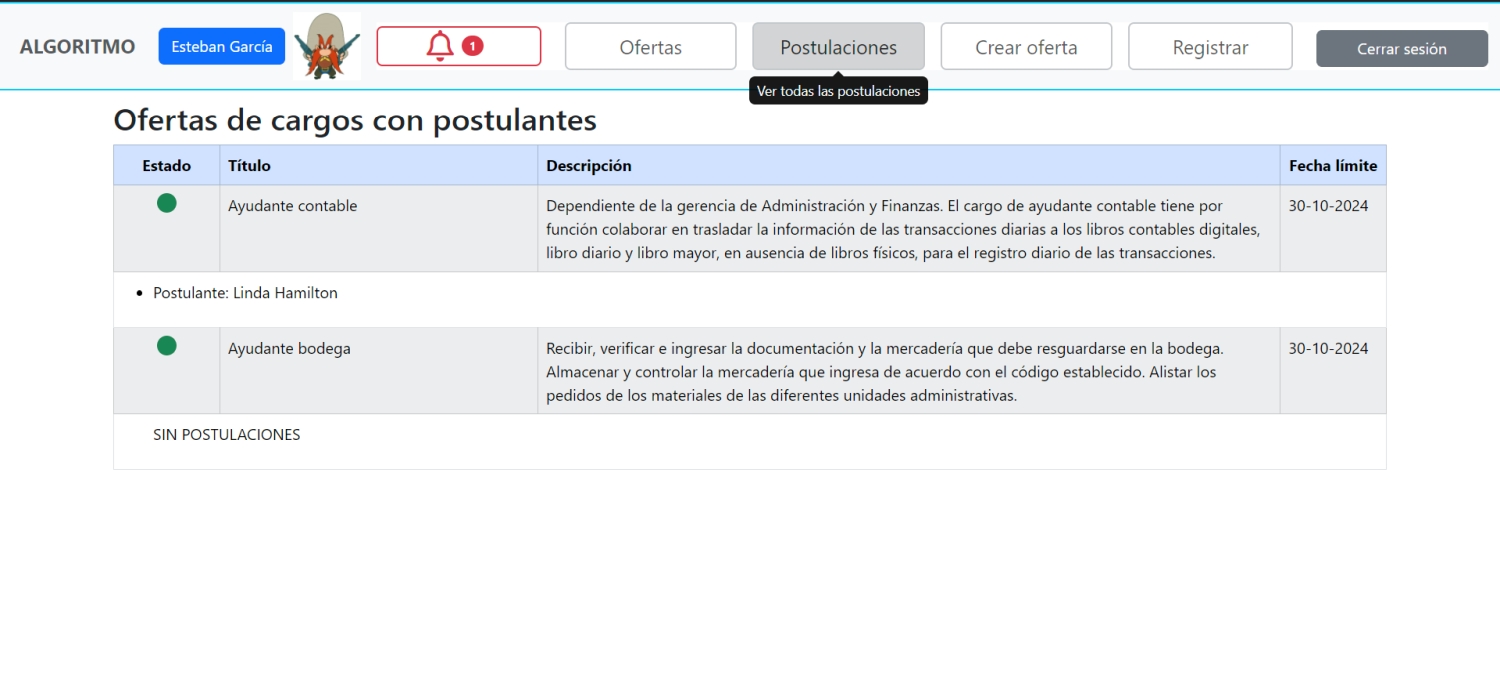 ALGORITMO Esteban García 1 Ofertas Postulaciones Crear oferta Registrar Cerrar sesión
Ver todas las postulaciones
Ofertas de cargos con postulantes
Estado Título Descripción Fecha límite
Ayudante contable Dependiente de la gerencia de Administración y Finanzas. El cargo de ayudante contable tiene por 30-10-2024
función colaborar en trasladar la información de las transacciones diarias a los libros contables digitales,
libro diario y libro mayor, en ausencia de libros físicos, para el registro diario de las transacciones.
• Postulante: Linda Hamilton
Ayudante bodega Recibir, verificar e ingresar la documentación y la mercadería que debe resguardarse en la bodega. 30-10-2024
Almacenar y controlar la mercadería que ingresa de acuerdo con el código establecido. Alistar los
pedidos de los materiales de las diferentes unidades administrativas.
SIN POSTULACIONES